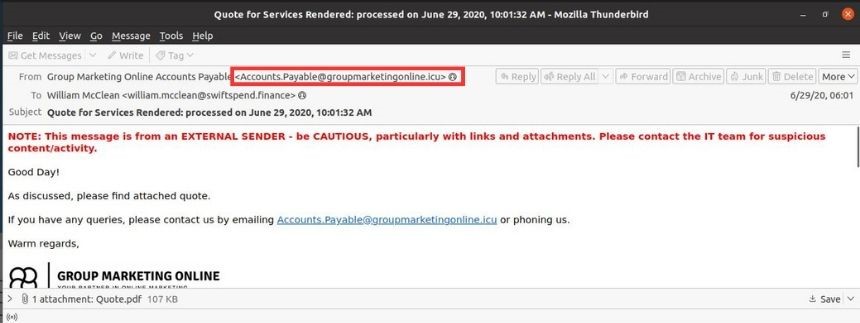 Quote for Services Rendered: processed on June 29, 2020, 10:01:32 AM - Mozilla Thunderbird
File Edit View Go Message Tools Help
Get Messages Write Tag
From Group Marketing Online Accounts Payable <Accounts.Payable@groupmarketingonline.icu> Reply Reply All Forward Archive Junk Delete More
To William McClean <william.mcclean@swiftspend.finance> 6/29/20, 06:01
Subject Quote for Services Rendered: processed on June 29, 2020, 10:01:32 AM
NOTE: This message is from an EXTERNAL SENDER - be CAUTIOUS, particularly with links and attachments. Please contact the IT team for suspicious
content/activity.
Good Day!
As discussed, please find attached quote.
If you have any queries, please contact us by emailing Accounts.Payable@groupmarketingonline.icu or phoning us.
Warm regards,
GROUP MARKETING ONLINE
YOUR PARTNER IN ONLINE MARKETING
1 attachment: Quote.pdf 107 KB Save